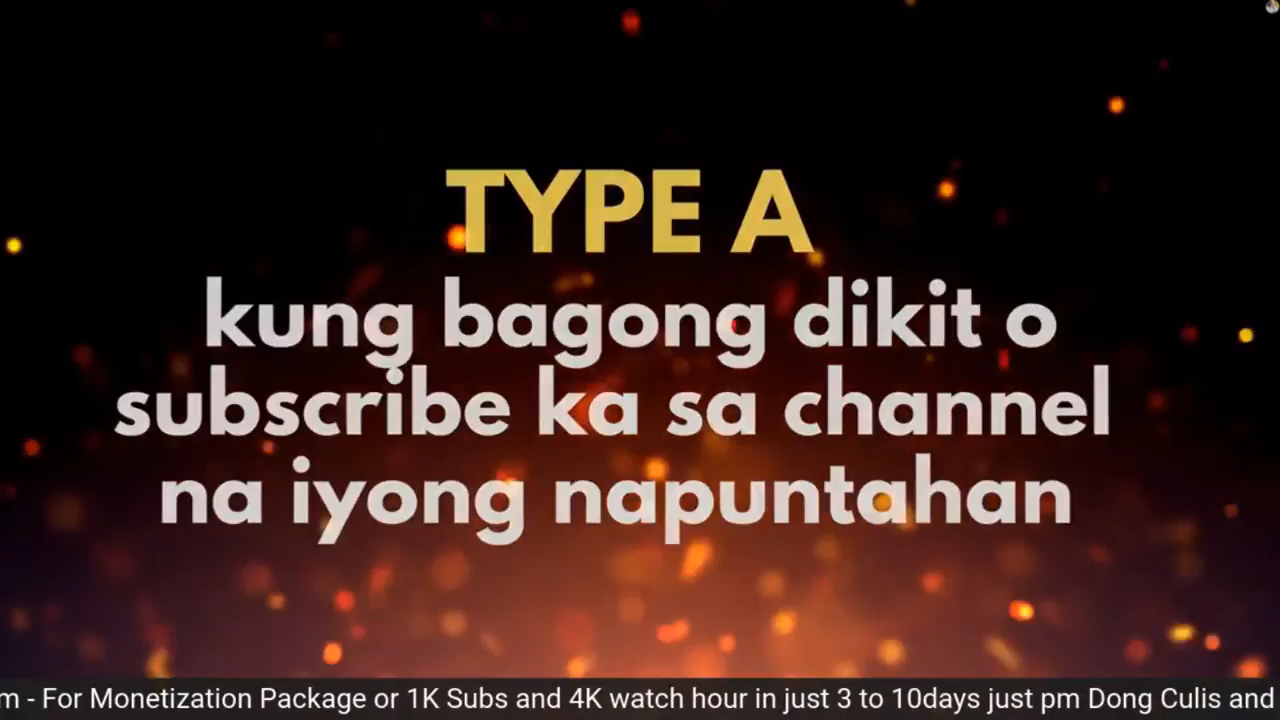 TYPE A
kung bagong dikit o
subscribe ka sa channel
na iyong napuntahan
m - For Monetization Package or 1K Subs and 4K watch hour in just 3 to 10days just pm Dong Culis and